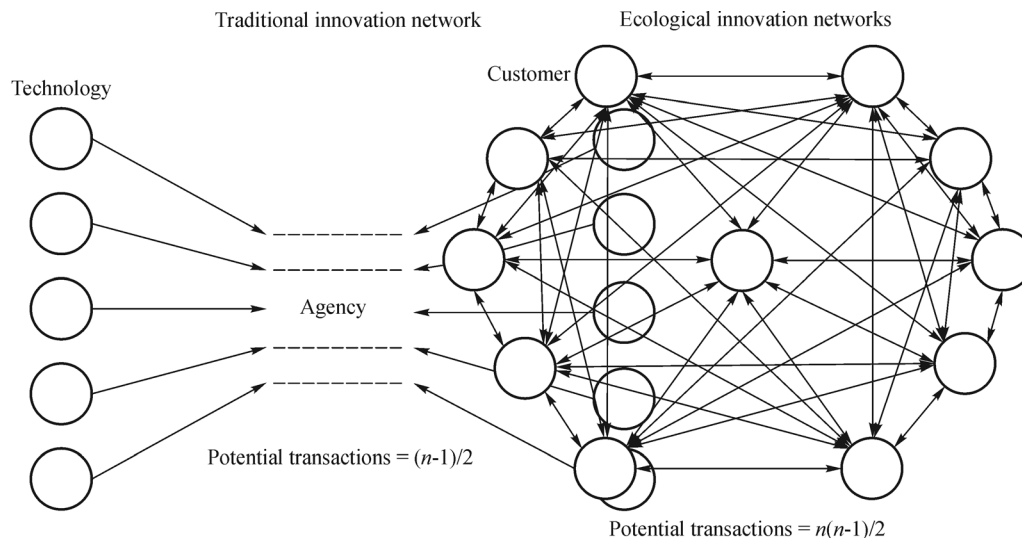 Traditional innovation network
Ecological innovation networks
Technology
Customer
Agency
Potential transactions = (n-1)/2
Potential transactions = n(n-1)/2